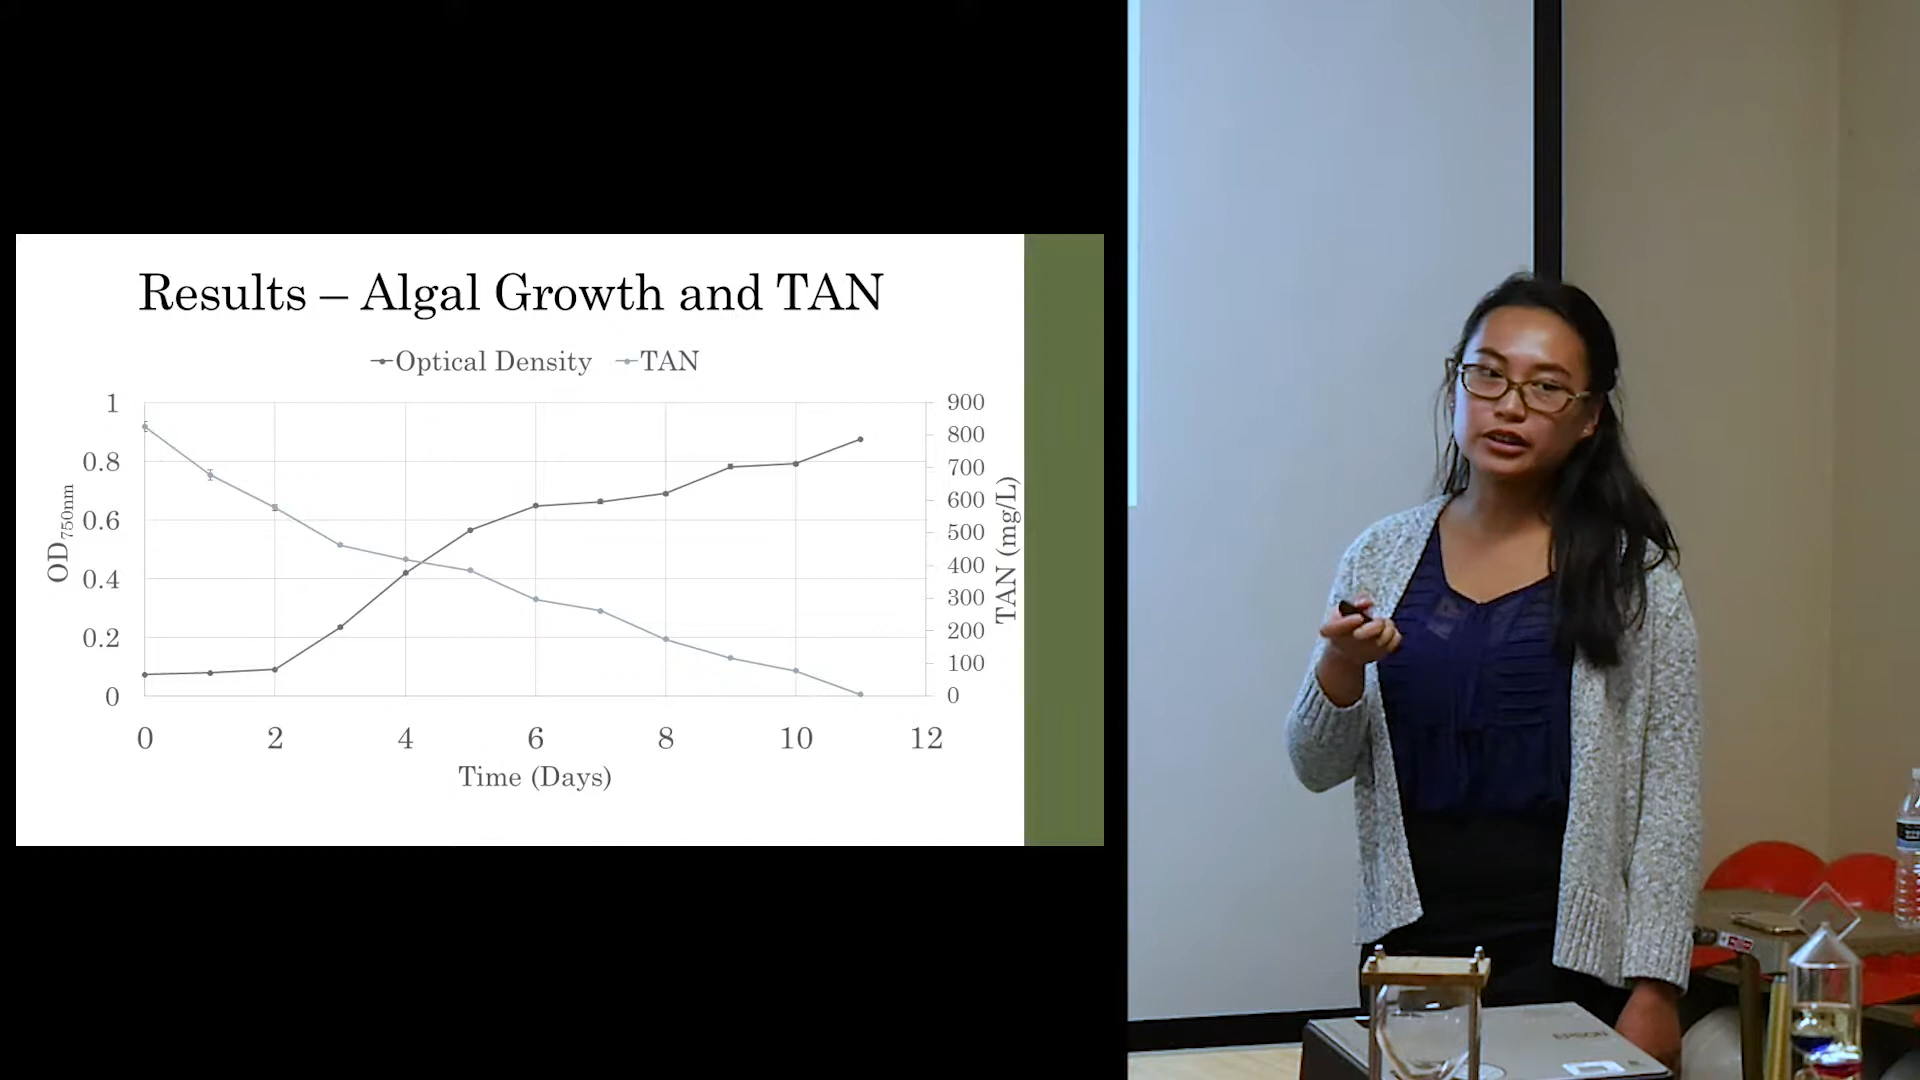 Results – Algal Growth and TAN
Optical Density TAN
1
0.8
0.6
0.4
0.2
0
OD750nm
900
800
700
600
500
400
300
200
100
0
TAN (mg/L)
0 2 4 6 8 10 12
Time (Days)
EPSON